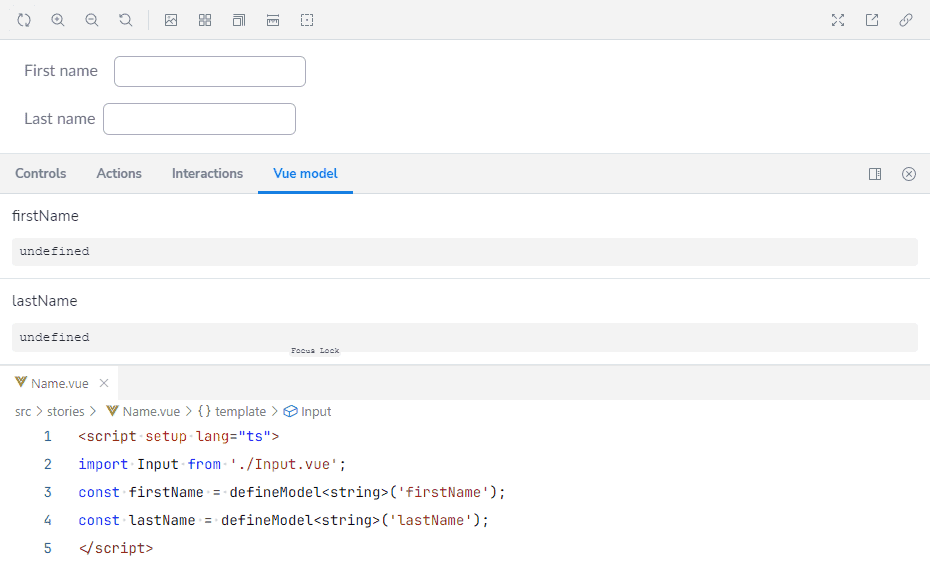 First name
Last name
Controls Actions Interactions Vue model
firstName
undefined
lastName
undefined
Focus Lock
Name.vue
src > stories > Name.vue > {} template > Input
1 <script setup lang="ts">
2 import Input from './Input.vue';
3 const firstName = defineModel<string>('firstName');
4 const lastName = defineModel<string>('lastName');
5 </script>